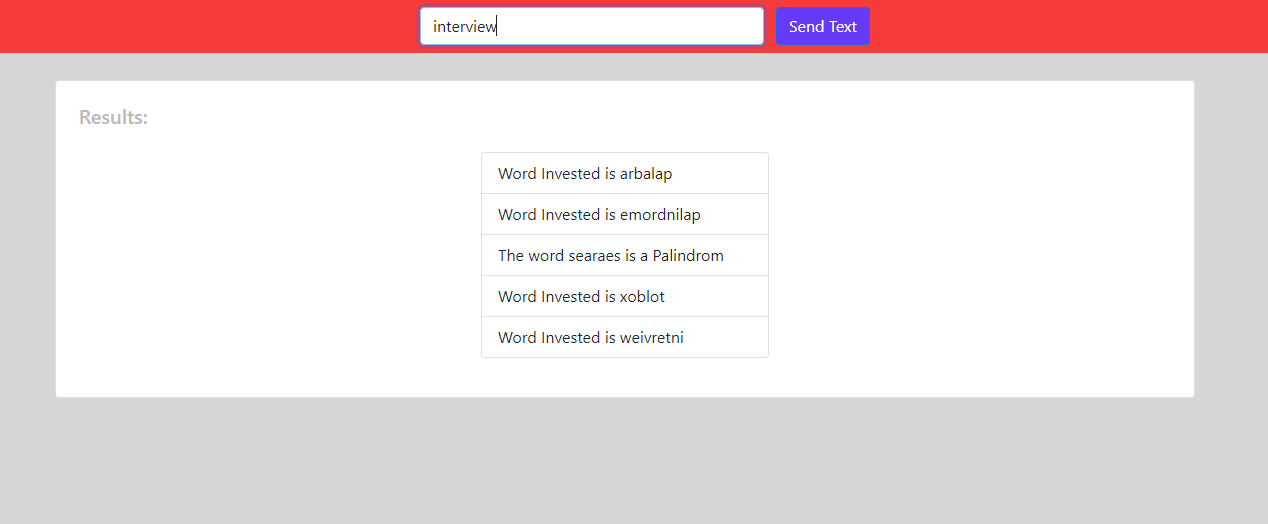 interview
Send Text
Results:
Word Invested is arbalap
Word Invested is emordnilap
The word searaes is a Palindrom
Word Invested is xoblot
Word Invested is weivretni